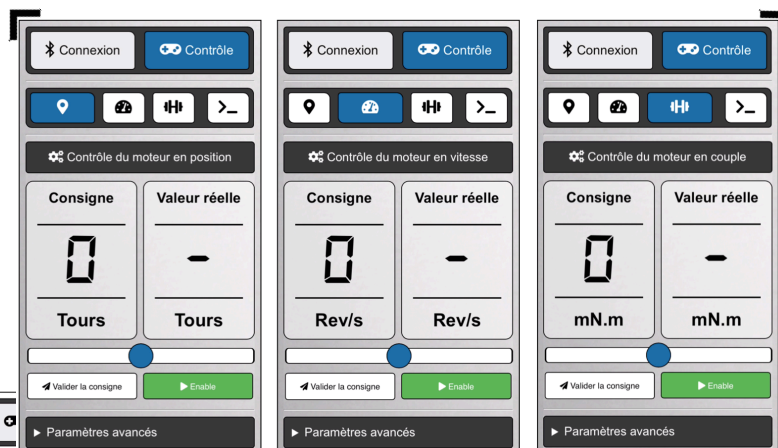 Connexion Contrôle
>_
Contrôle du moteur en position
Consigne Valeur réelle
0 -
Tours Tours
Valider la consigne Enable
Paramètres avancés
Connexion Contrôle
>_
Contrôle du moteur en vitesse
Consigne Valeur réelle
0 -
Rev/s Rev/s
Valider la consigne Enable
Paramètres avancés
Connexion Contrôle
>_
Contrôle du moteur en couple
Consigne Valeur réelle
0 -
mN.m mN.m
Valider la consigne Enable
Paramètres avancés